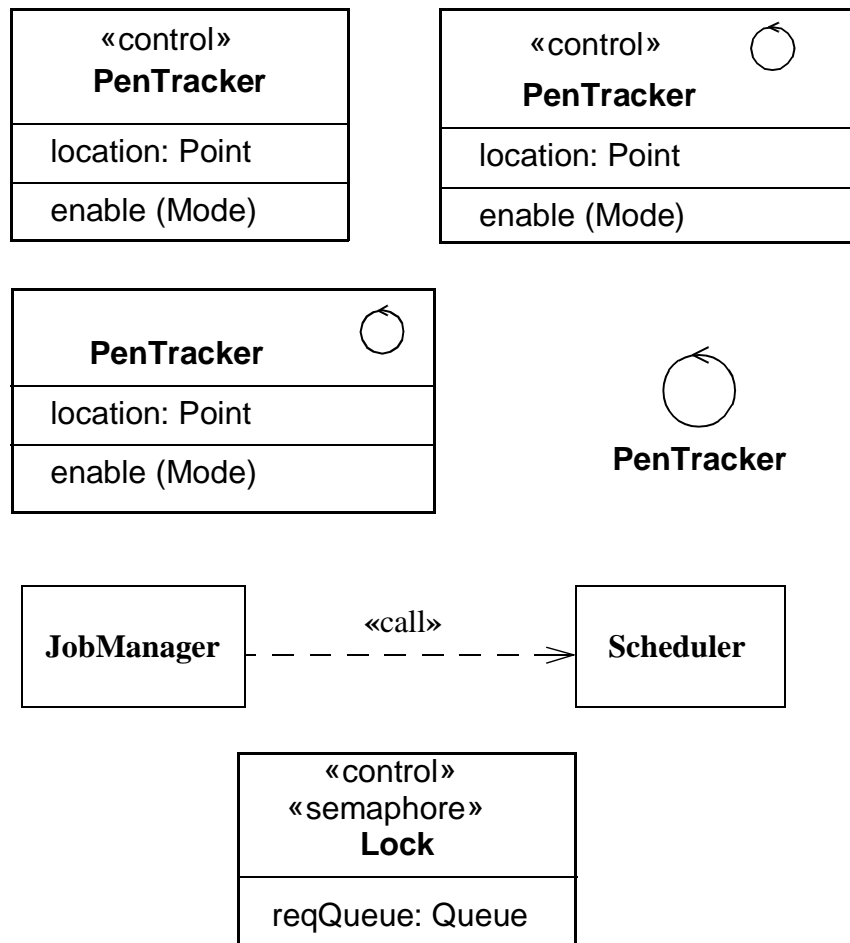 «control»
PenTracker
location: Point
enable (Mode)
«control»
PenTracker
location: Point
enable (Mode)
PenTracker
location: Point
enable (Mode)
PenTracker
JobManager
«call»
Scheduler
«control»
«semaphore»
Lock
reqQueue: Queue